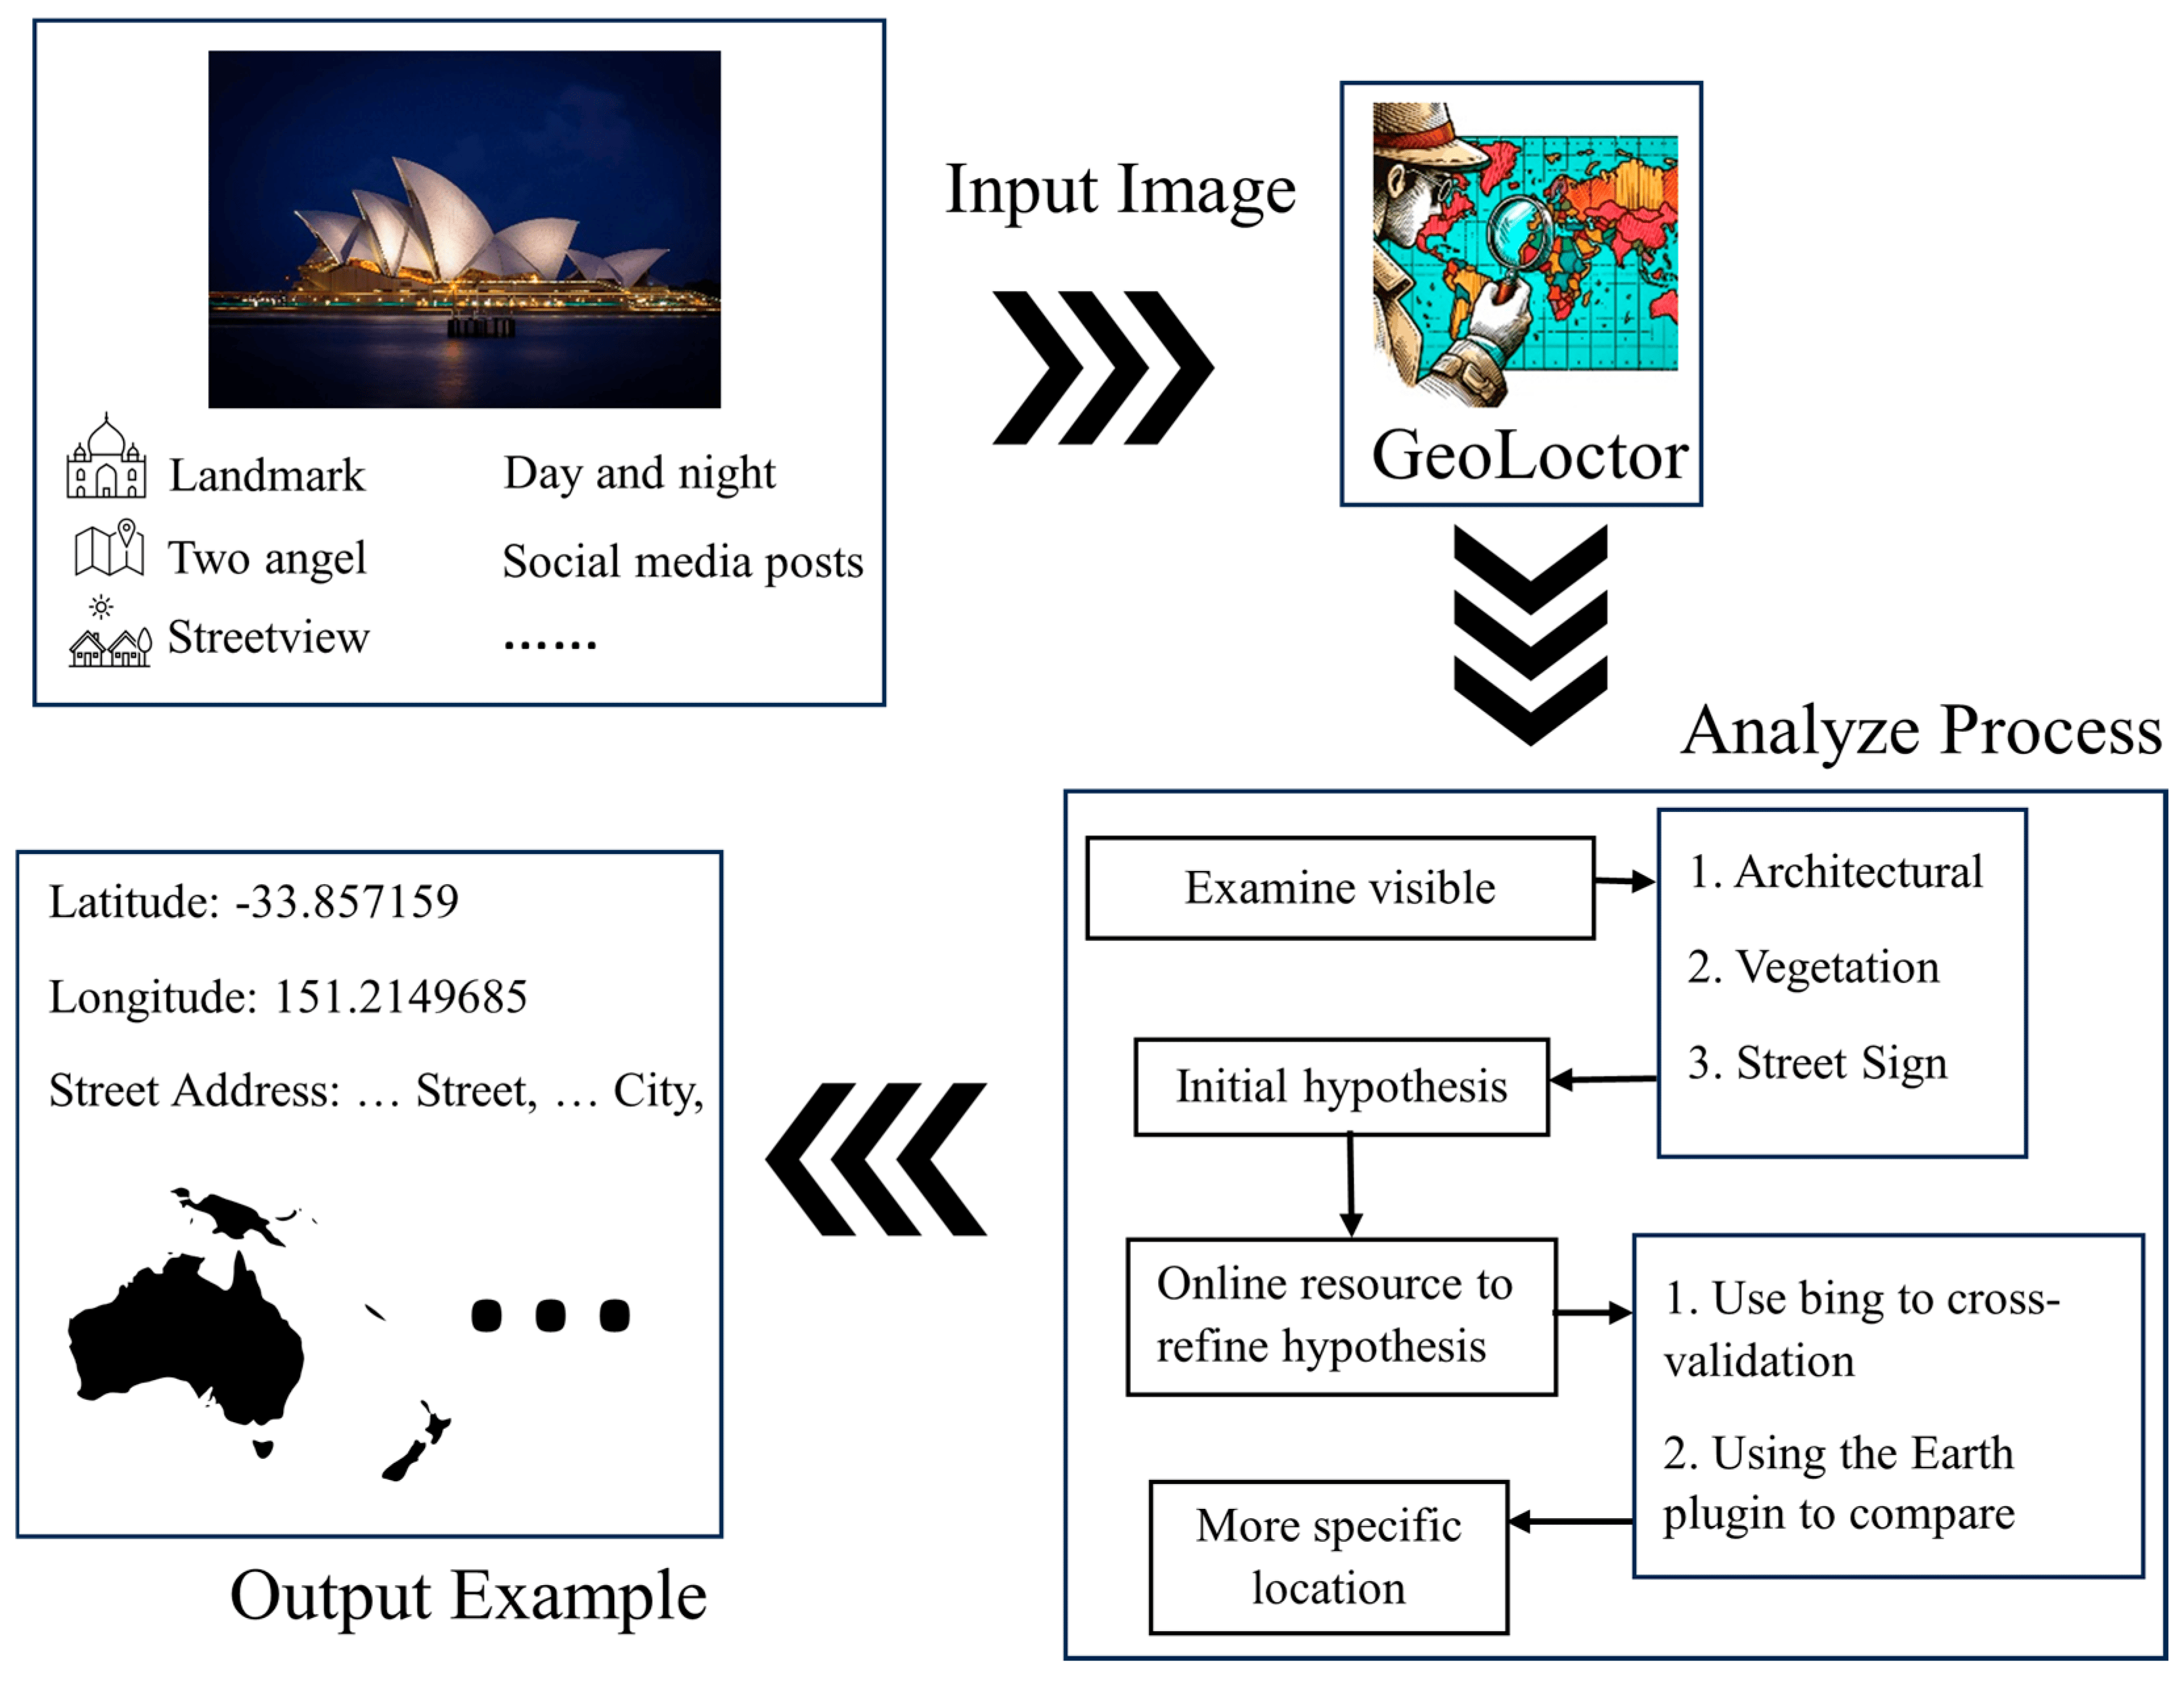 Input Image
GeoLoctor
Landmark
Day and night
Two angel
Social media posts
Streetview
......
Analyze Process
Examine visible
1. Architectural
2. Vegetation
3. Street Sign
Initial hypothesis
Online resource to
refine hypothesis
1. Use bing to cross-
validation
2. Using the Earth
plugin to compare
More specific
location
Latitude: -33.857159
Longitude: 151.2149685
Street Address: … Street, … City,
Output Example